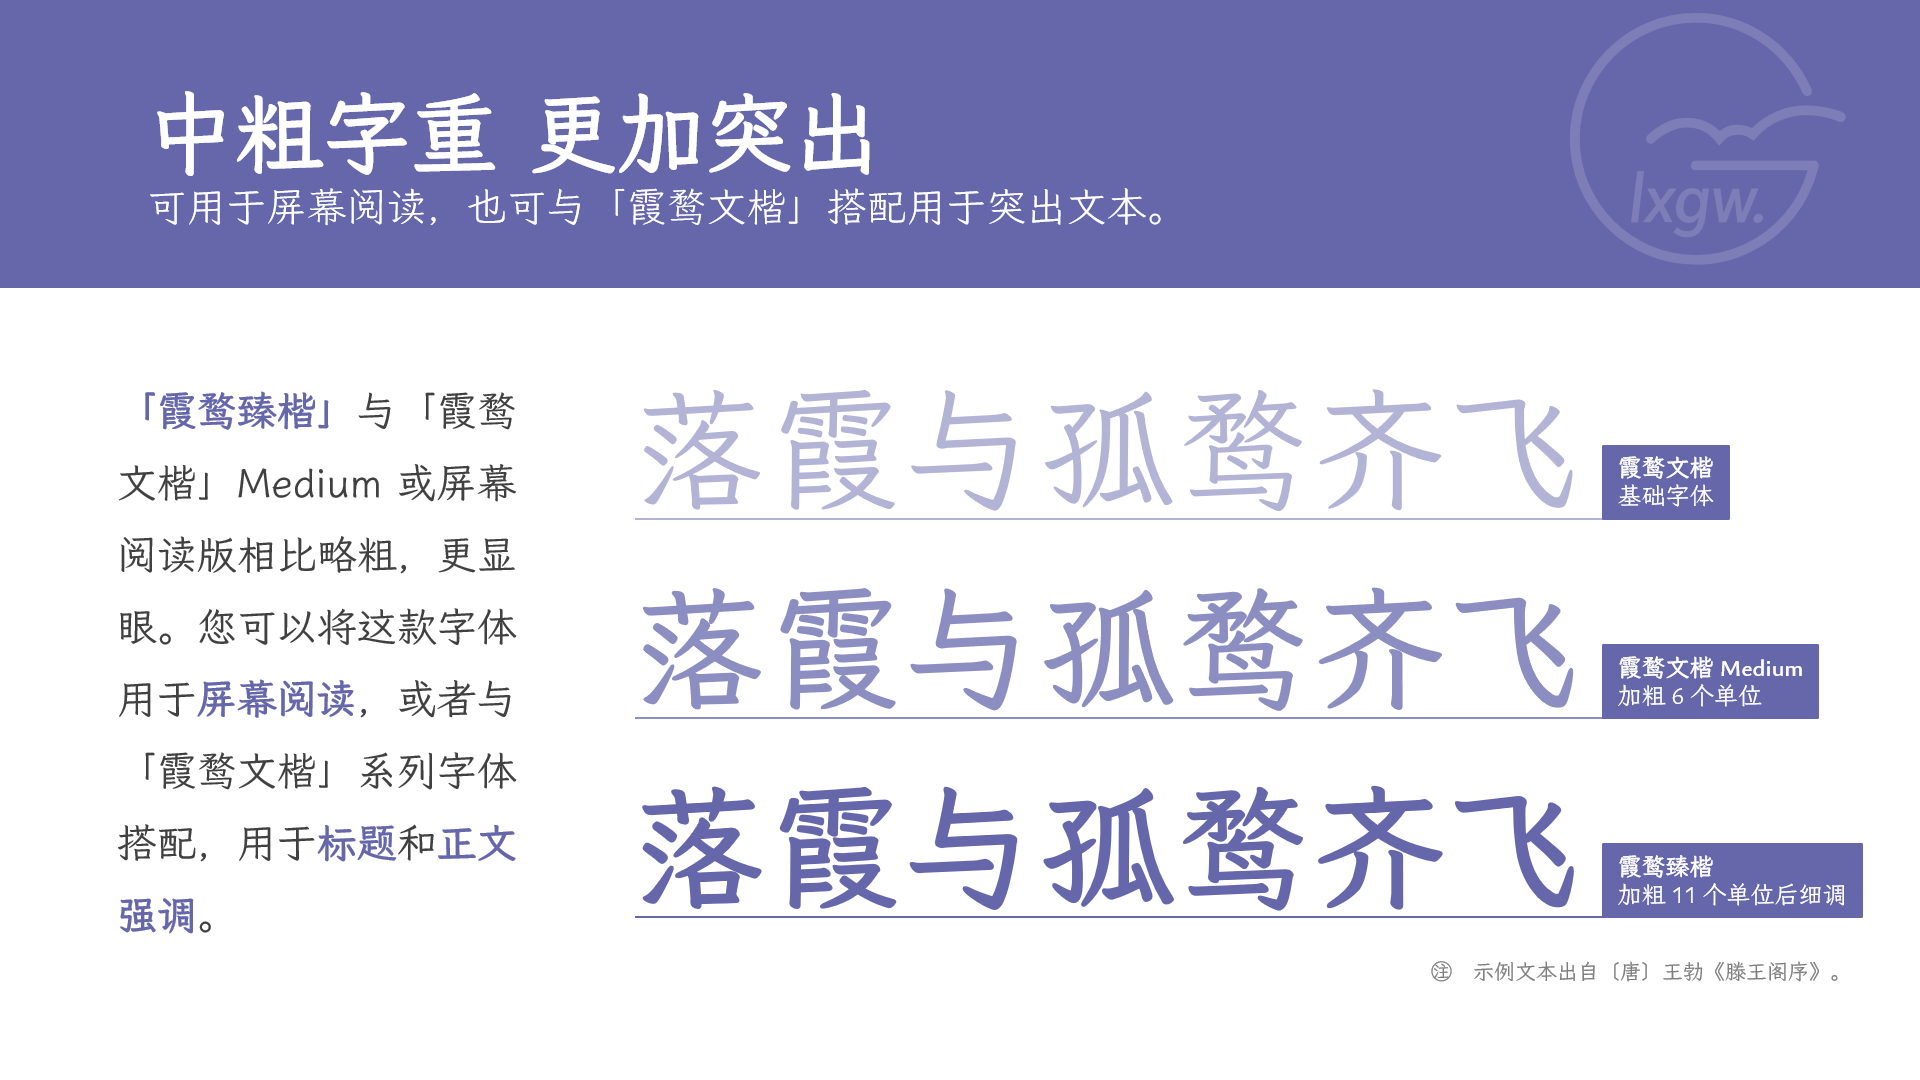 中粗字重 更加突出
可用于屏幕阅读，也可与「霞鹜文楷」搭配用于突出文本。
lxgw.
「霞鹜臻楷」与「霞鹜
文楷」Medium 或屏幕
阅读版相比略粗，更显
眼。您可以将这款字体
用于屏幕阅读，或者与
「霞鹜文楷」系列字体
搭配，用于标题和正文
强调。
落霞与孤鹜齐飞
霞鹜文楷
基础字体
落霞与孤鹜齐飞
霞鹜文楷 Medium
加粗 6 个单位
落霞与孤鹜齐飞
霞鹜臻楷
加粗 11 个单位后细调
㊟ 示例文本出自〔唐〕王勃《滕王阁序》。